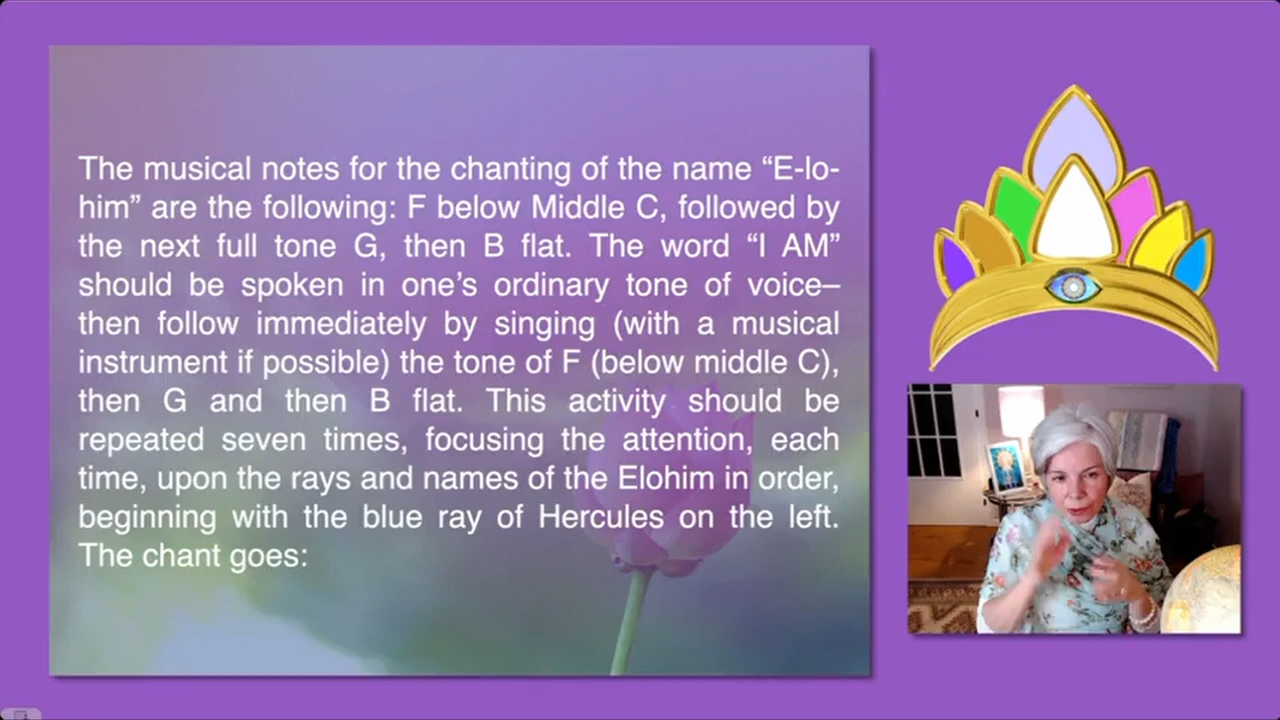 The musical notes for the chanting of the name “E-lo-
him” are the following: F below Middle C, followed by
the next full tone G, then B flat. The word “I AM”
should be spoken in one’s ordinary tone of voice–
then follow immediately by singing (with a musical
instrument if possible) the tone of F (below middle C),
then G and then B flat. This activity should be
repeated seven times, focusing the attention, each
time, upon the rays and names of the Elohim in order,
beginning with the blue ray of Hercules on the left.
The chant goes: